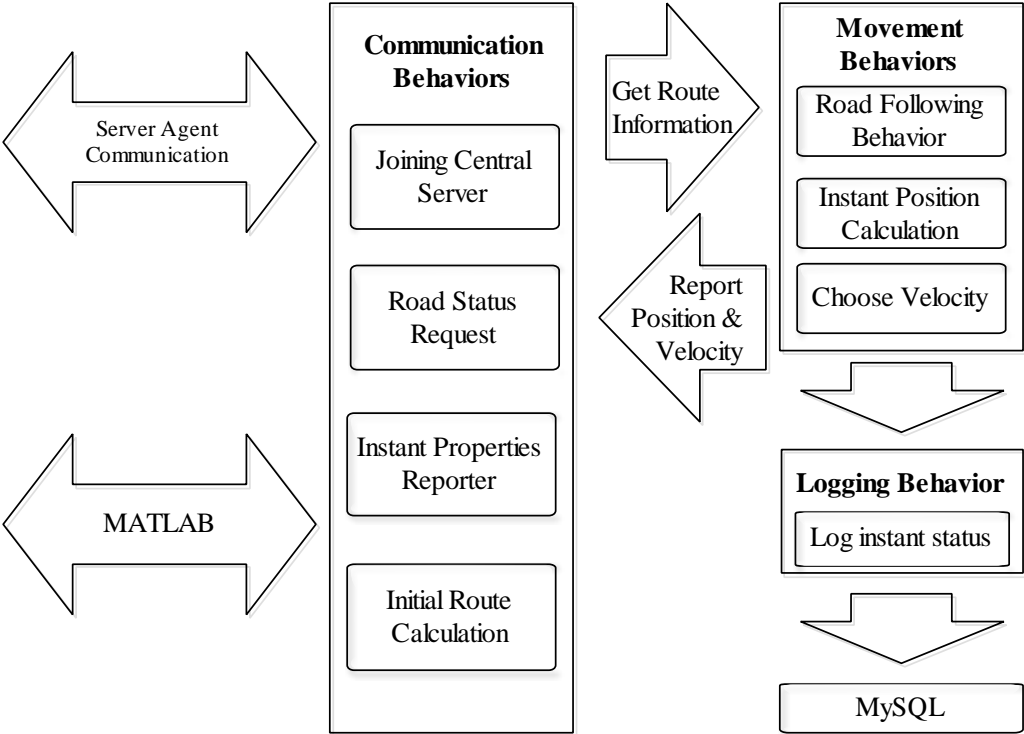 Server Agent
Communication
MATLAB
Communication
Behaviors
Joining Central
Server
Road Status
Request
Instant Properties
Reporter
Initial Route
Calculation
Get Route
Information
Report
Position &
Velocity
Movement
Behaviors
Road Following
Behavior
Instant Position
Calculation
Choose Velocity
Logging Behavior
Log instant status
MySQL